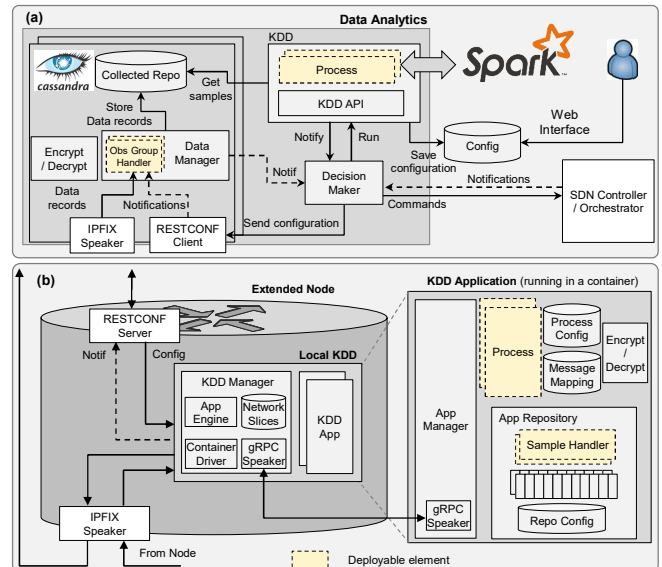 (a)
Data Analytics
cassandra
Collected Repo
Get
samples
KDD
Process
KDD API
Spark
TM
Web
Interface
Store
Data records
Encrypt
/ Decrypt
Obs Group
Handler
Data
Manager
Notify
Run
Save
configuration
Config
Notif
Decision
Maker
Notifications
Commands
SDN Controller
/ Orchestrator
Data
records
Notifications
Send configuration
IPFIX
Speaker
RESTCONF
Client
(b)
Extended Node
KDD Application (running in a container)
RESTCONF
Server
Notif
Config
Local KDD
KDD Manager
App
Engine
Network
Slices
Container
Driver
gRPC
Speaker
KDD
App
App
Manager
gRPC
Speaker
Process
Process
Config
Message
Mapping
Encrypt
/
Decrypt
App Repository
Sample Handler
Repo Config
IPFIX
Speaker
From Node
Deployable element